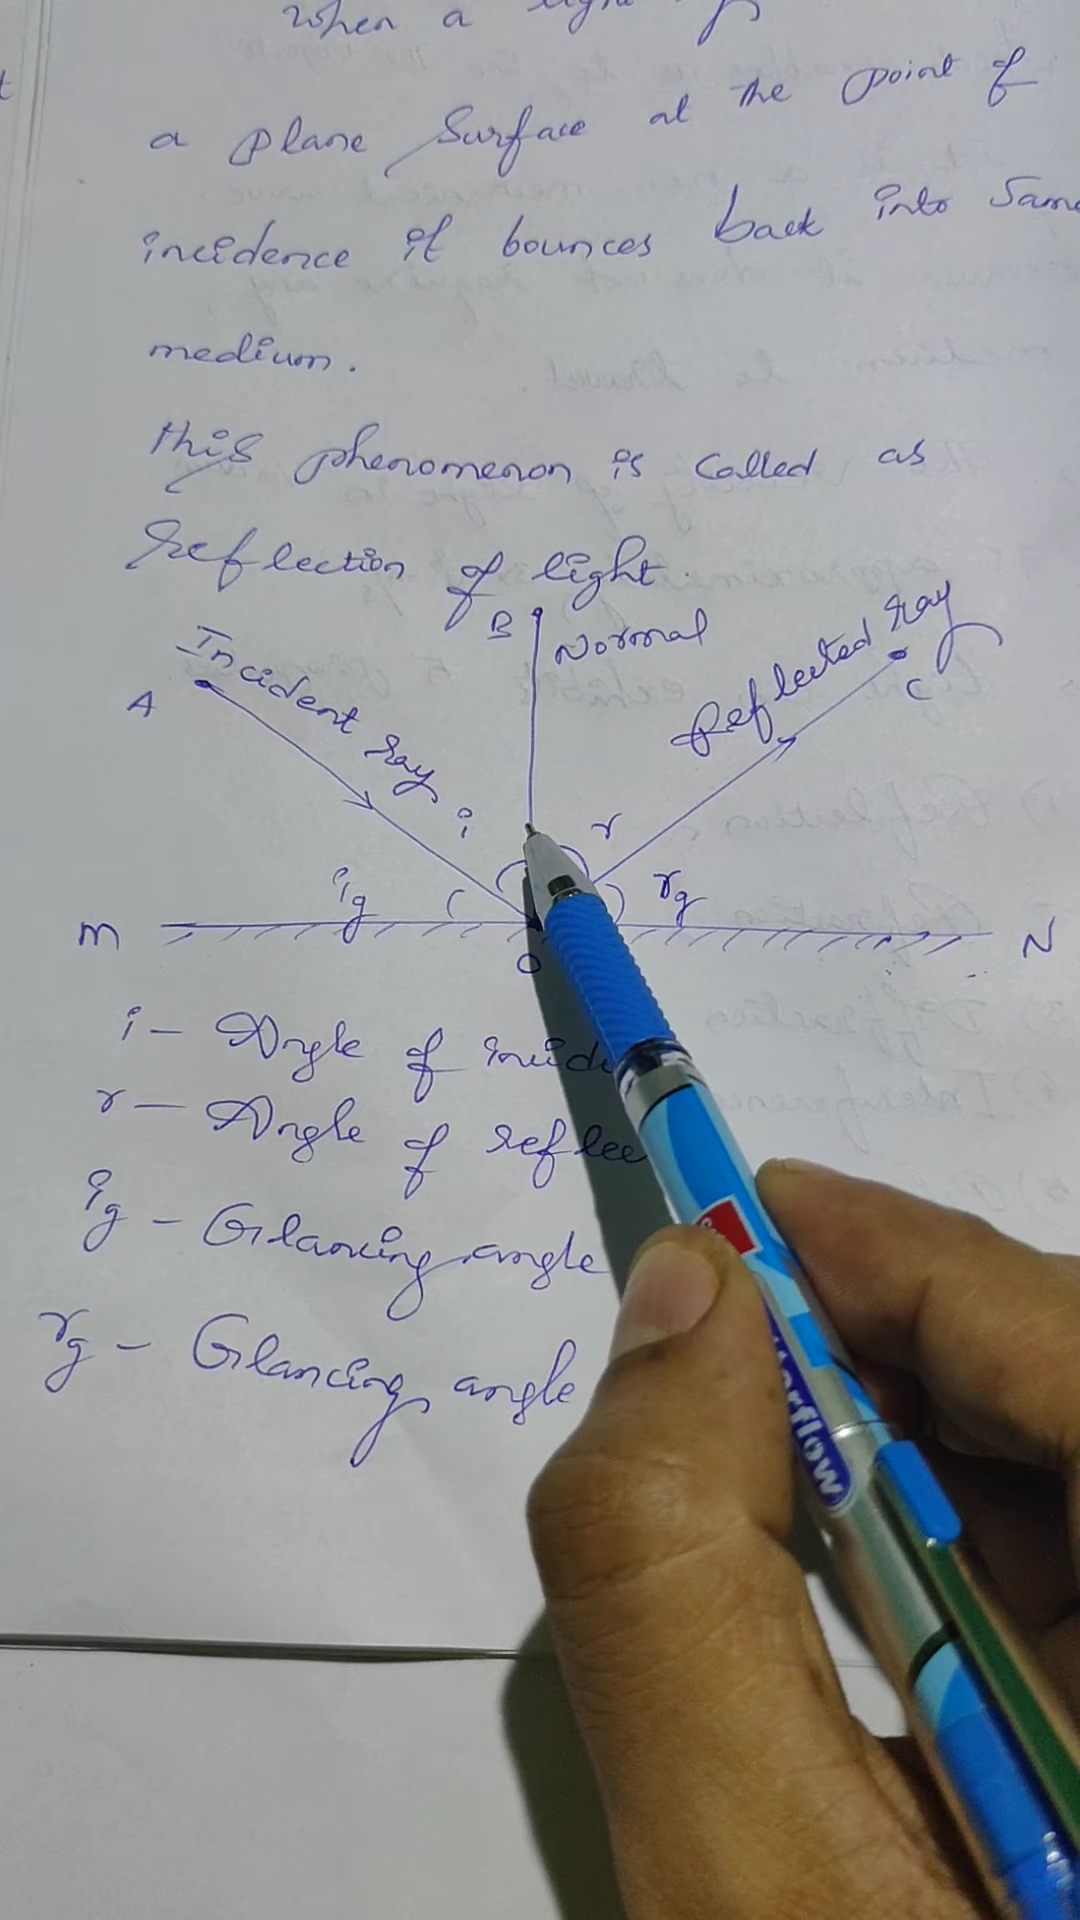 when a light
a plane Surface at the point of
incidence it bounces back into Same
medium.
this phenomenon is Called as
Reflection of light.
B Normal
Incident ray
Reflected ray
A
C
i r
ig rg
M N
O
i - Angle of
r - Angle of
ig - Glancing angle
rg - Glancing angle